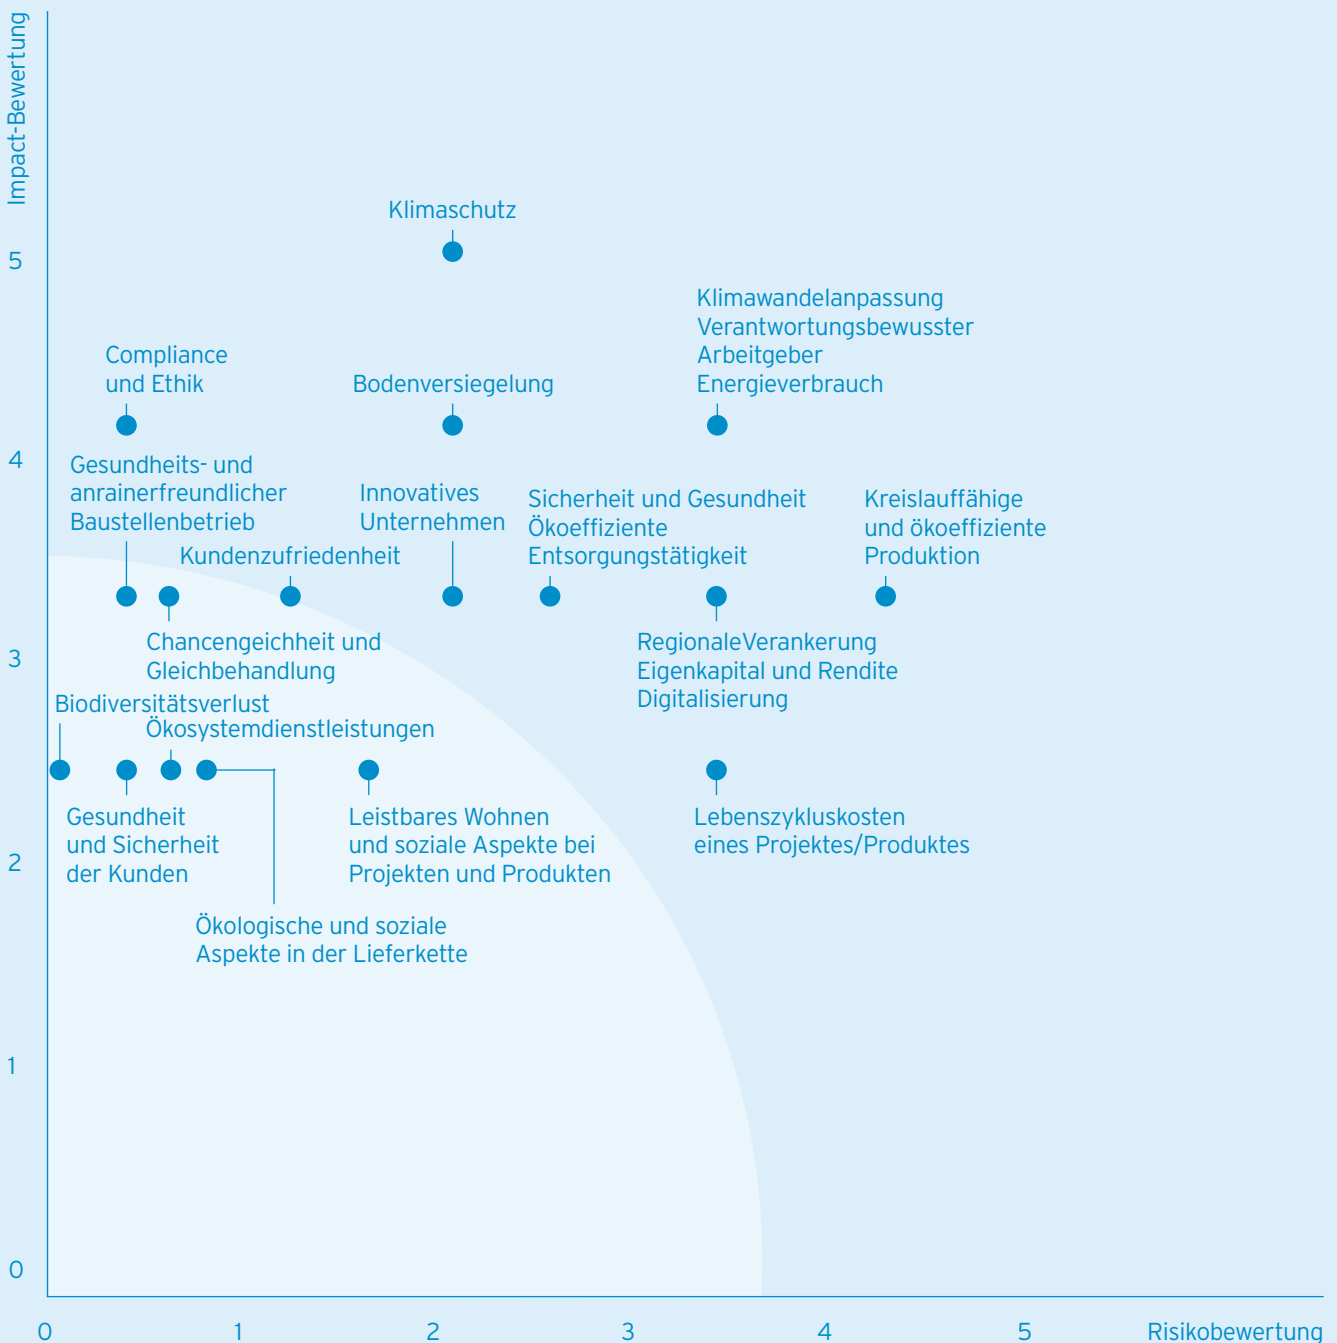 Impact-Bewertung
Klimaschutz
5
Klimawandelanpassung
Verantwortungsbewusster
Arbeitgeber
Energieverbrauch
Compliance
und Ethik
Bodenversiegelung
4
Gesundheits- und
anrainerfreundlicher
Baustellenbetrieb
Innovatives
Unternehmen
Sicherheit und Gesundheit
Ökoeffiziente
Entsorgungstätigkeit
Kreislauffähige
und ökoeffiziente
Produktion
Kundenzufriedenheit
Chancengeichheit und
Gleichbehandlung
RegionaleVerankerung
Eigenkapital und Rendite
Digitalisierung
3
Biodiversitätsverlust
Ökosystemdienstleistungen
Gesundheit
und Sicherheit
der Kunden
Leistbares Wohnen
und soziale Aspekte bei
Projekten und Produkten
Lebenszykluskosten
eines Projektes/Produktes
2
Ökologische und soziale
Aspekte in der Lieferkette
1
0
0 1 2 3 4 5 Risikobewertung